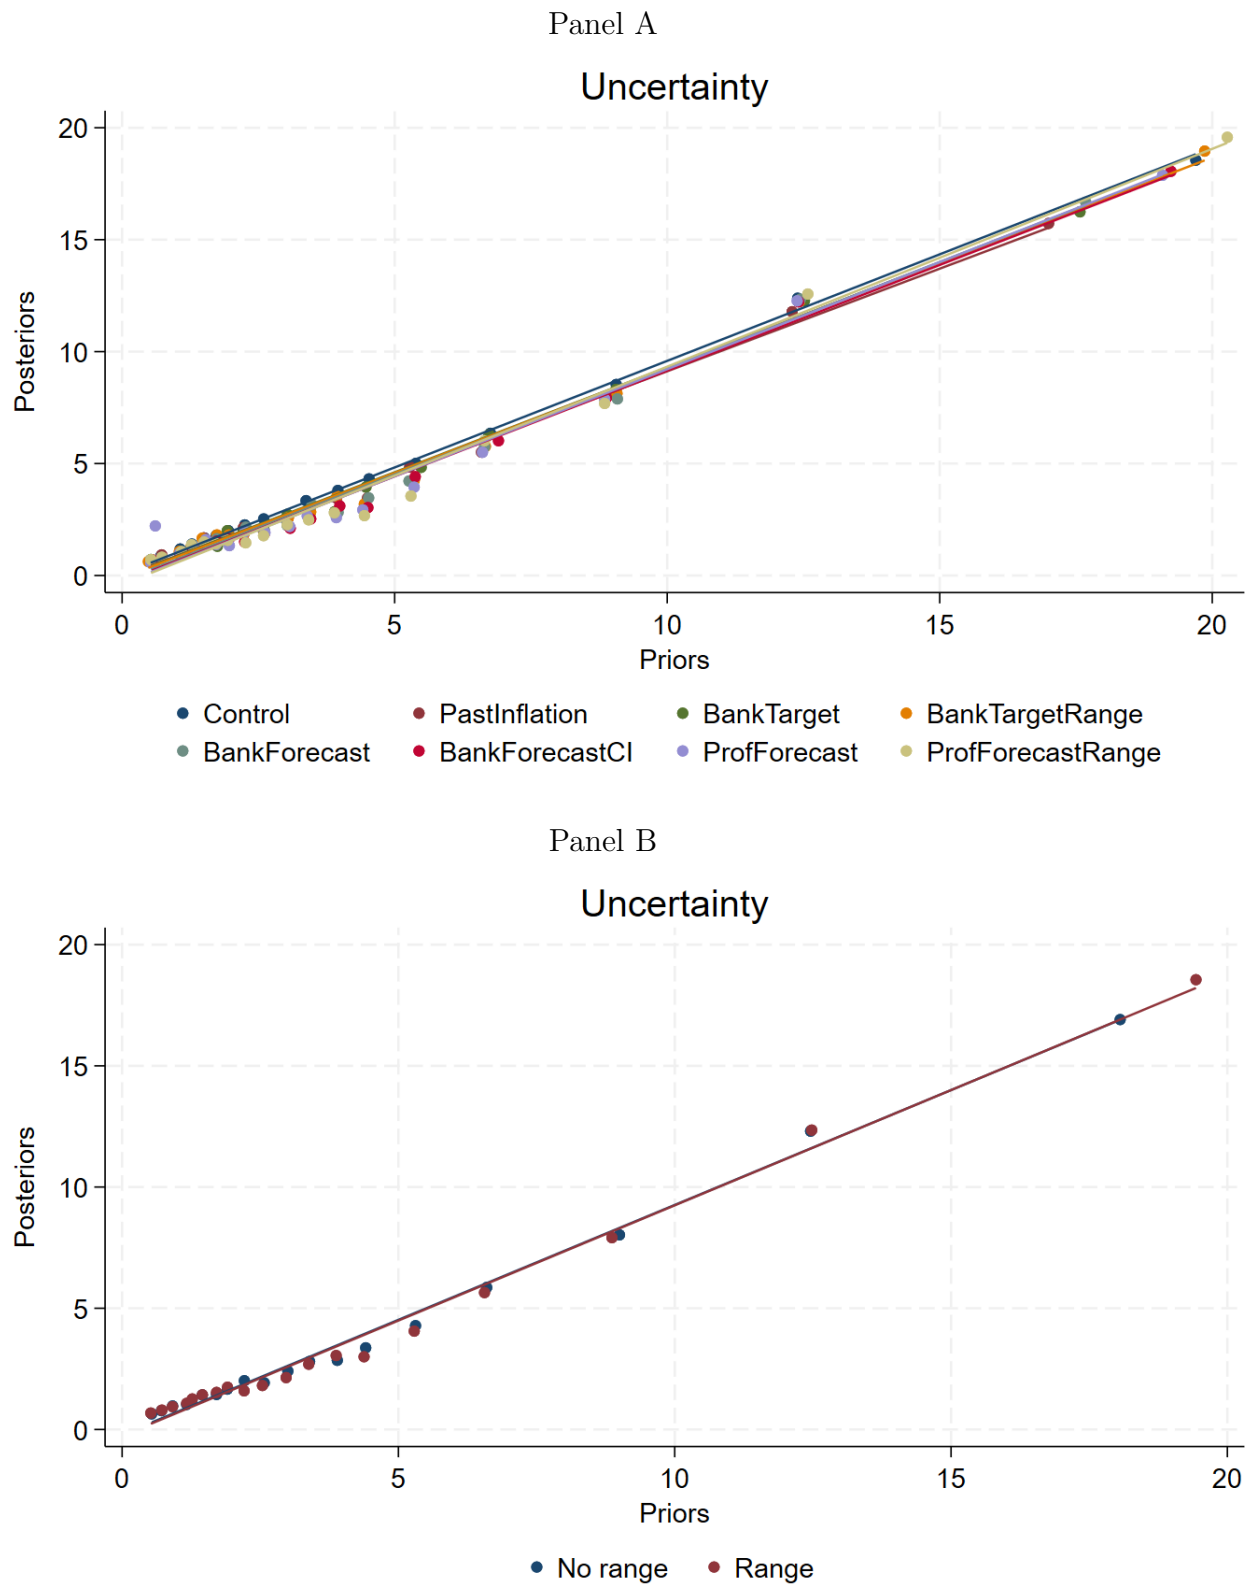 Panel A
Uncertainty
20
15
10
5
0
Posteriors
0 5 10 15 20
Priors
Control PastInflation BankTarget BankTargetRange
BankForecast BankForecastCI ProfForecast ProfForecastRange
Panel B
Uncertainty
20
15
10
5
0
Posteriors
0 5 10 15 20
Priors
No range Range